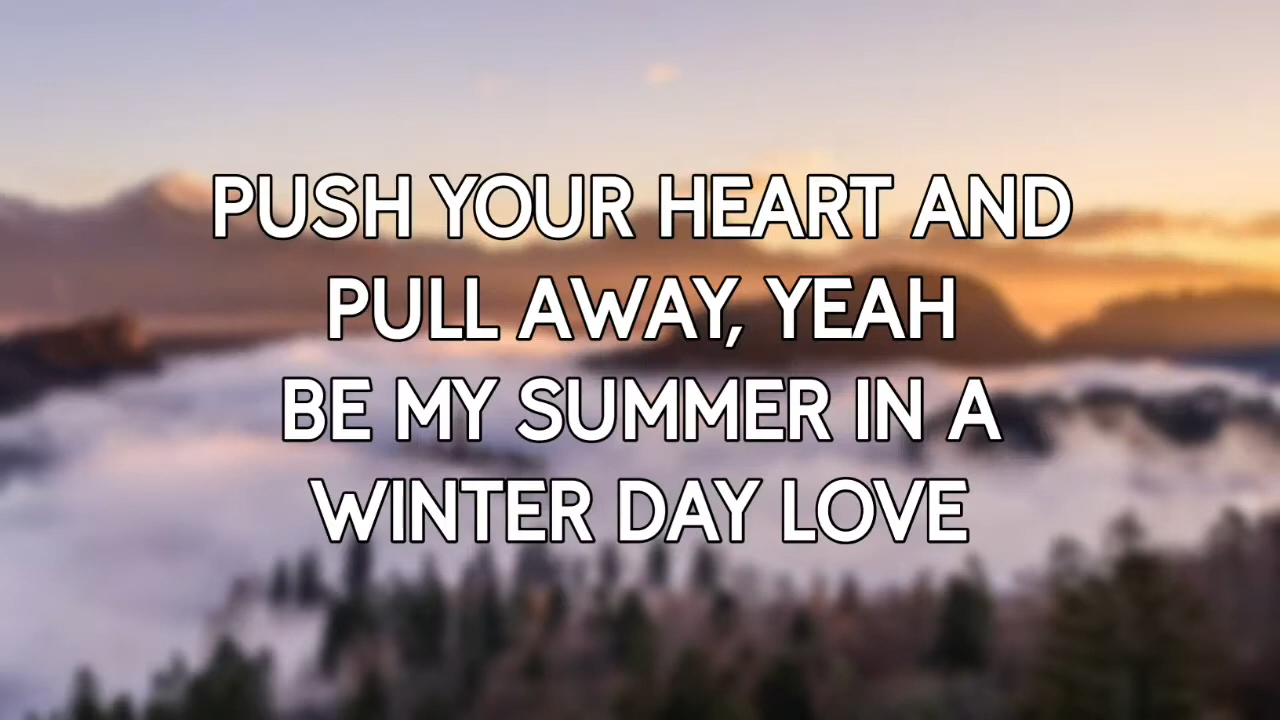 PUSH YOUR HEART AND
PULL AWAY, YEAH
BE MY SUMMER IN A
WINTER DAY LOVE